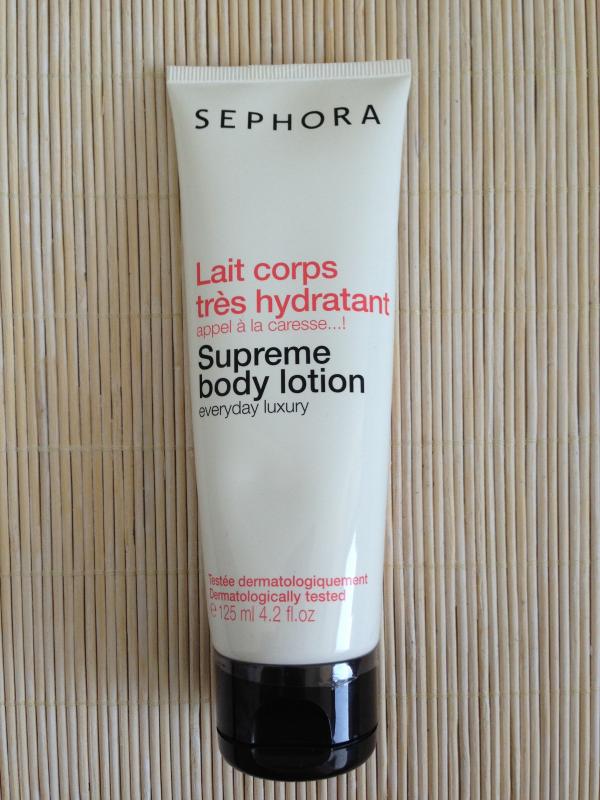 SEPHORA
Lait corps
très hydratant
appel à la caresse...!
Supreme
body lotion
everyday luxury
Testée dermatologiquement
Dermatologically tested
℮ 125 ml 4.2 fl.oz